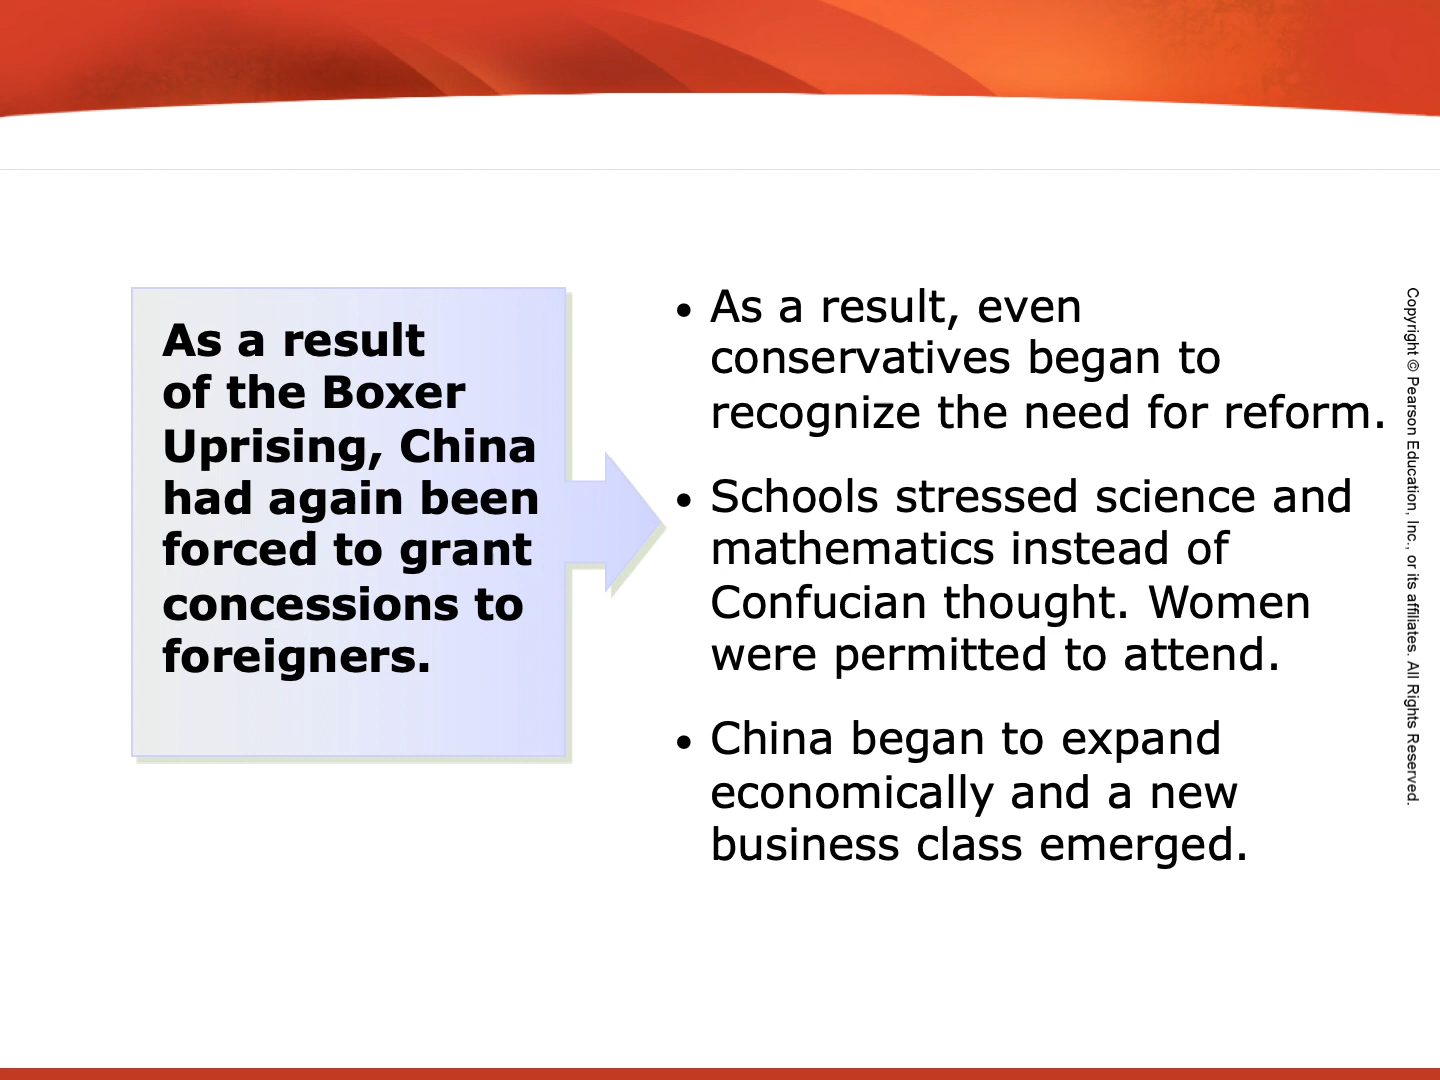 As a result
of the Boxer
Uprising, China
had again been
forced to grant
concessions to
foreigners.
• As a result, even
conservatives began to
recognize the need for reform.
• Schools stressed science and
mathematics instead of
Confucian thought. Women
were permitted to attend.
• China began to expand
economically and a new
business class emerged.
Copyright © Pearson Education, Inc., or its affiliates. All Rights Reserved.